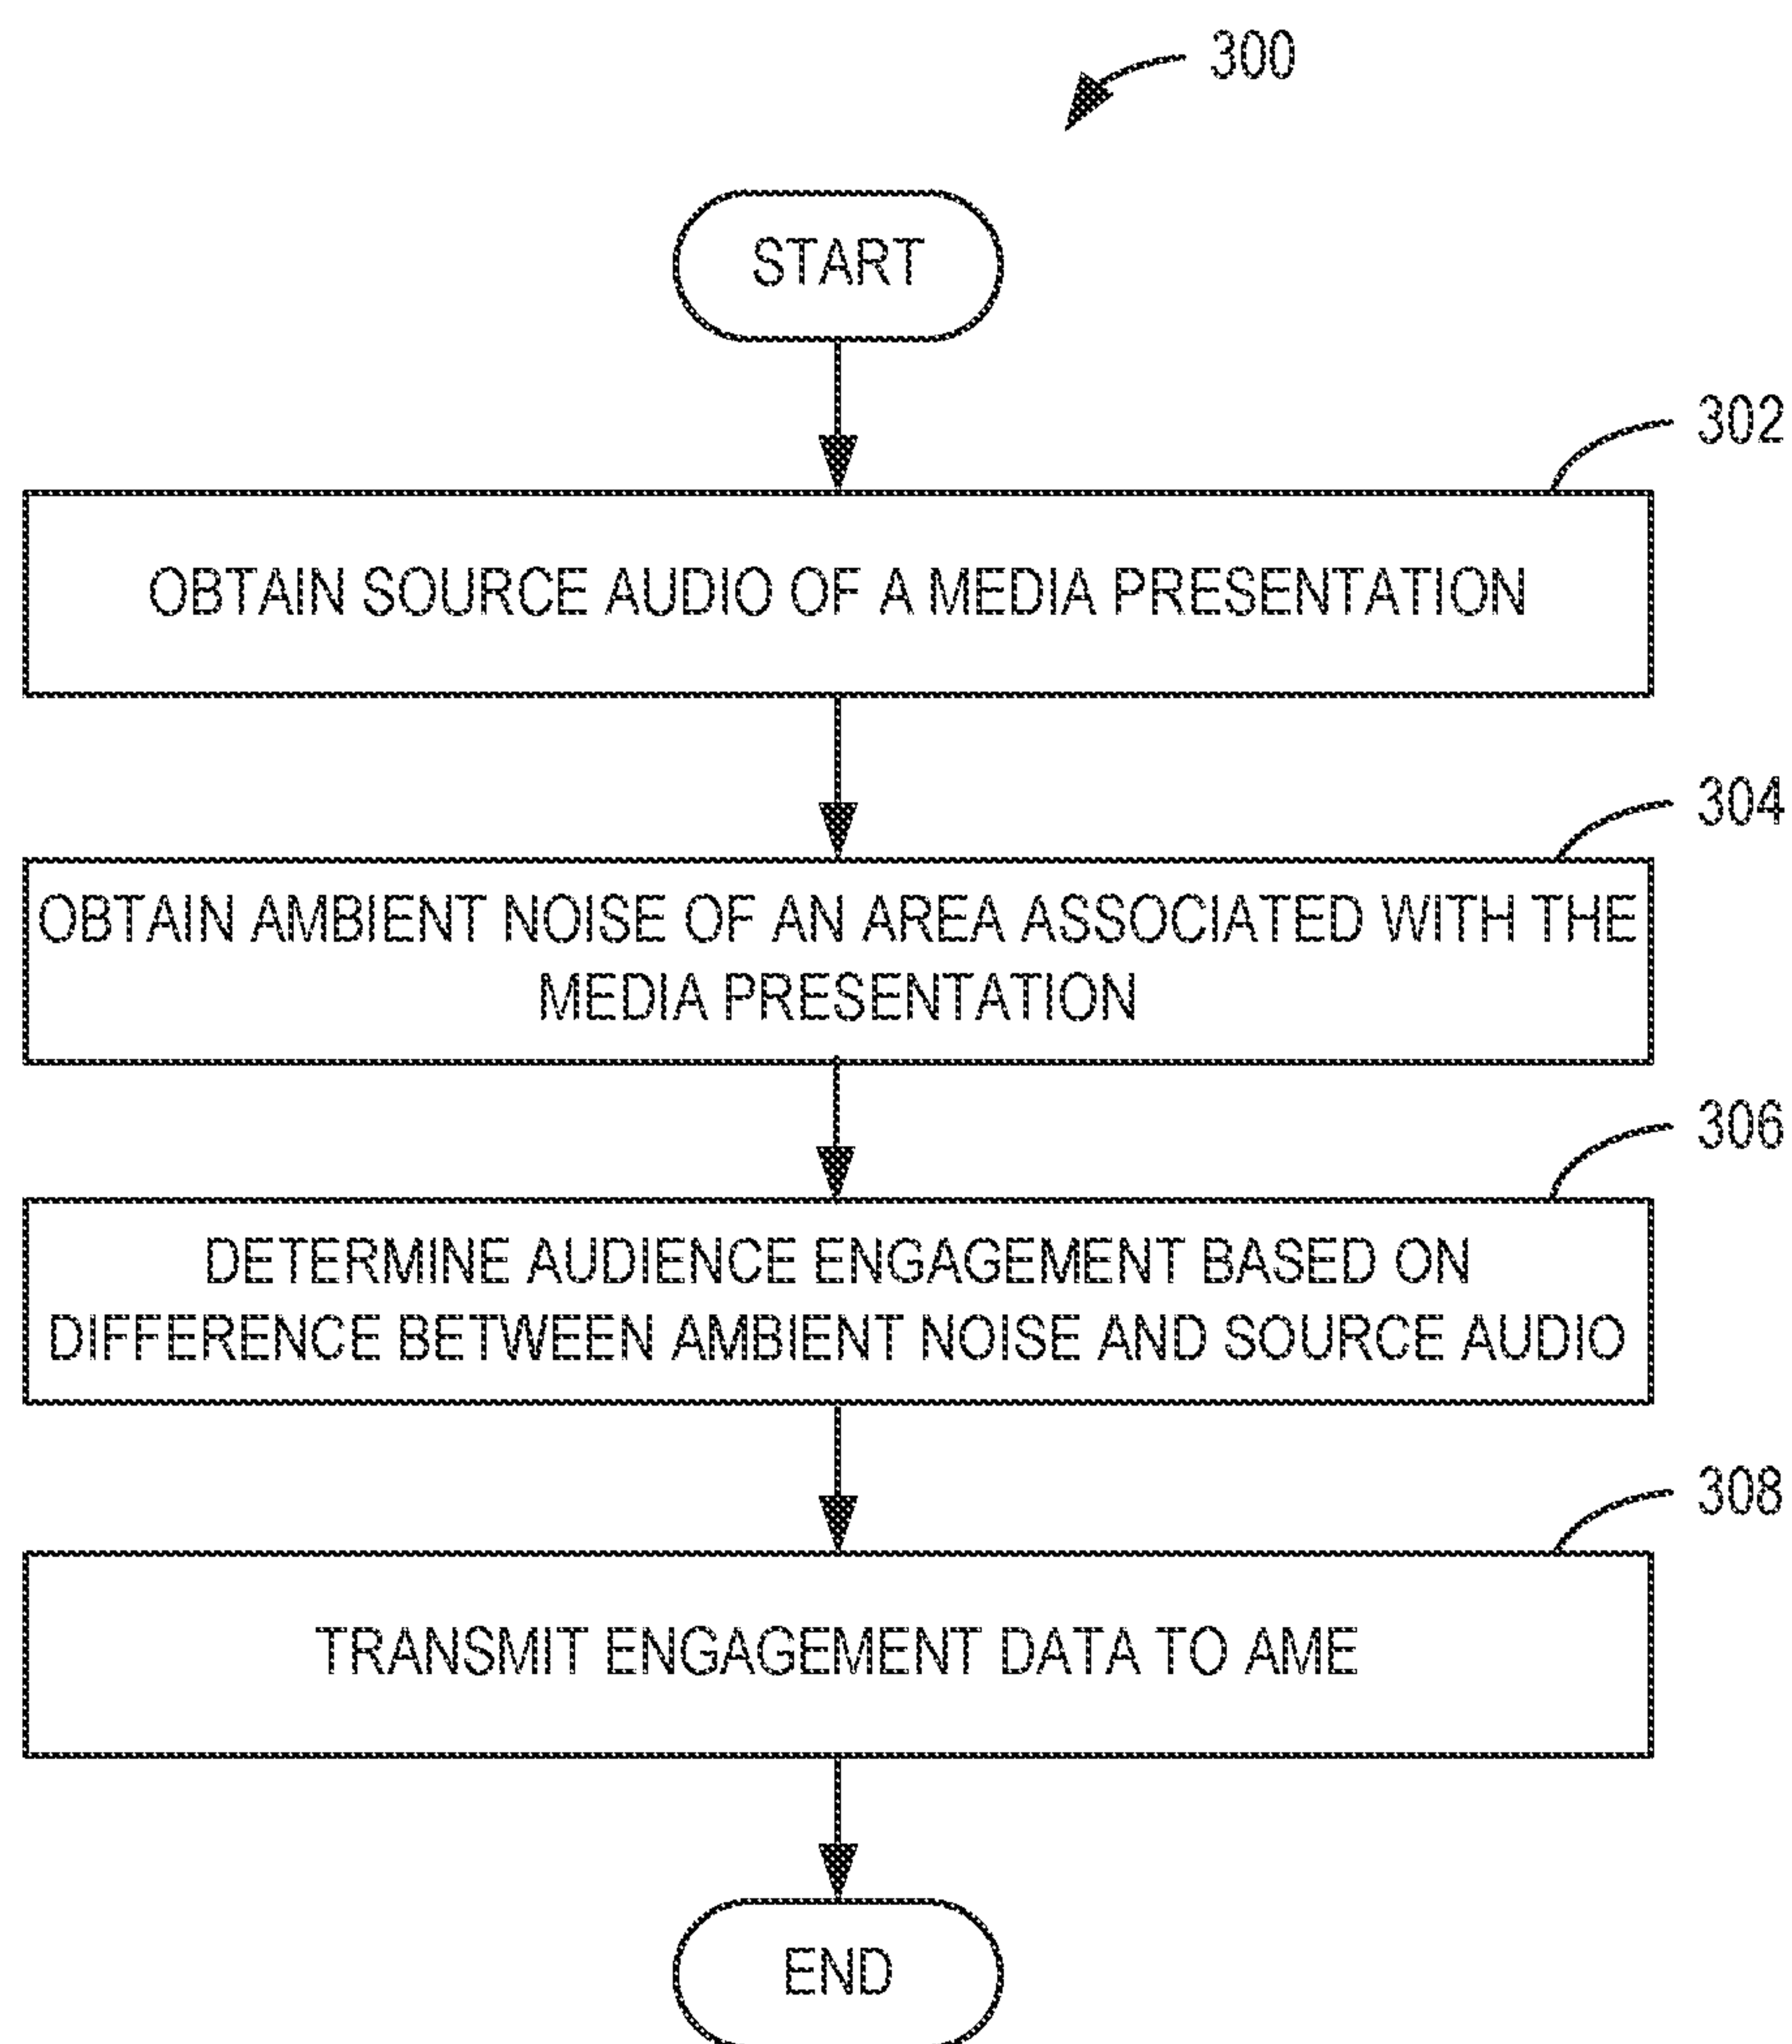 300
START
302
OBTAIN SOURCE AUDIO OF A MEDIA PRESENTATION
304
OBTAIN AMBIENT NOISE OF AN AREA ASSOCIATED WITH THE
MEDIA PRESENTATION
306
DETERMINE AUDIENCE ENGAGEMENT BASED ON
DIFFERENCE BETWEEN AMBIENT NOISE AND SOURCE AUDIO
308
TRANSMIT ENGAGEMENT DATA TO AME
END